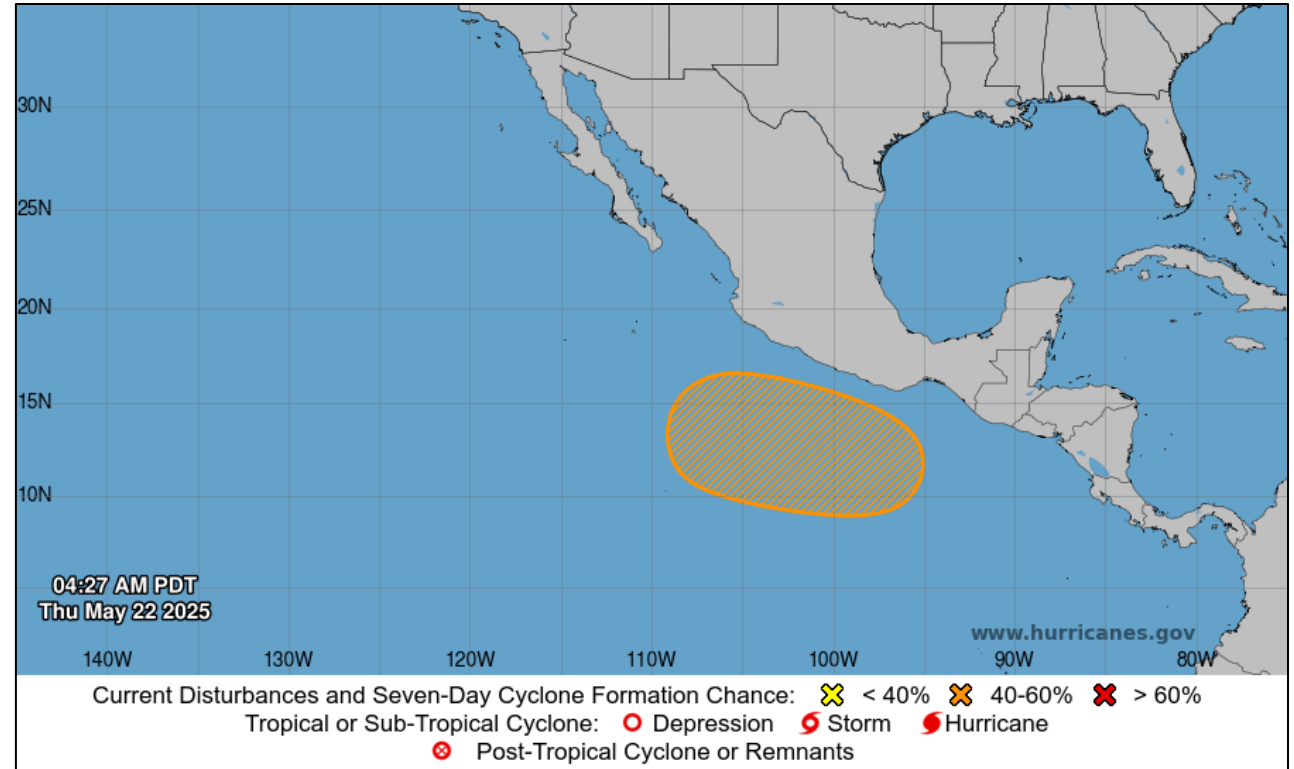 30N
25N
20N
15N
10N
04:27 AM PDT
Thu May 22 2025
www.hurricanes.gov
140W 130W 120W 110W 100W 90W 80W
Current Disturbances and Seven-Day Cyclone Formation Chance: < 40% 40-60% > 60%
Tropical or Sub-Tropical Cyclone: Depression Storm Hurricane
Post-Tropical Cyclone or Remnants